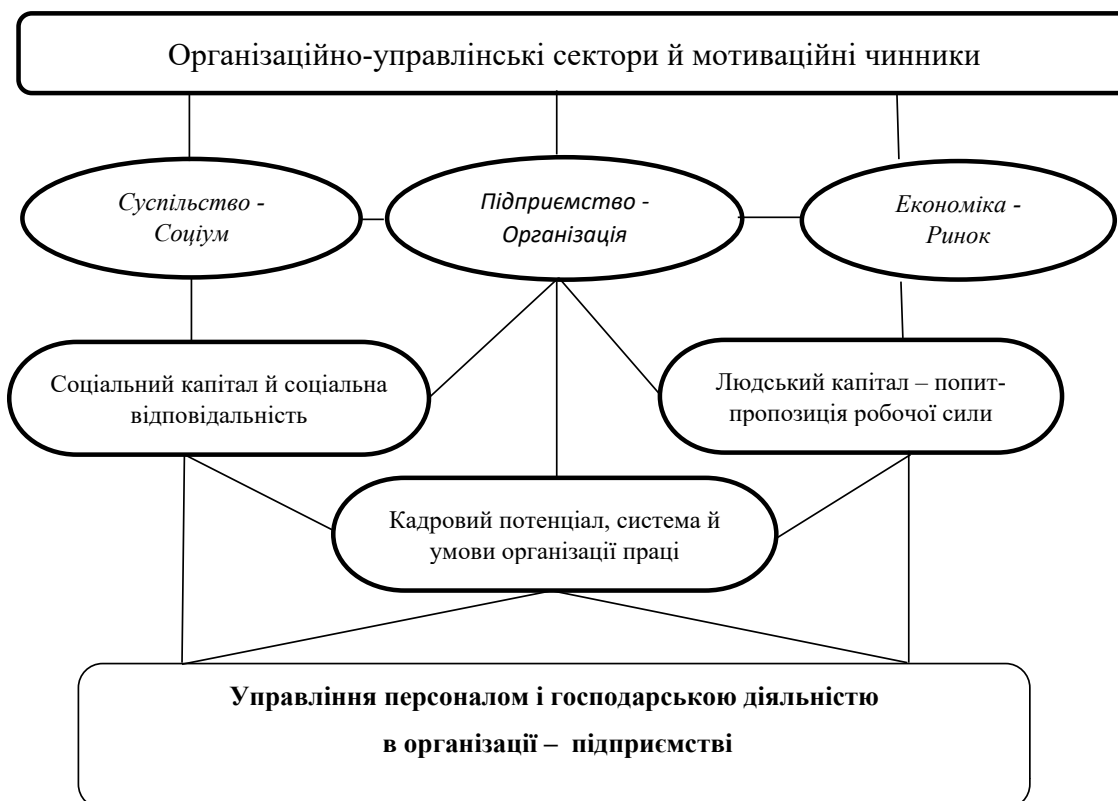 Організаційно-управлінські сектори й мотиваційні чинники
Суспільство -
Соціум
Підприємство -
Організація
Економіка -
Ринок
Соціальний капітал й соціальна
відповідальність
Людський капітал – попит-
пропозиція робочої сили
Кадровий потенціал, система й
умови організації праці
Управління персоналом і господарською діяльністю
в організації – підприємстві